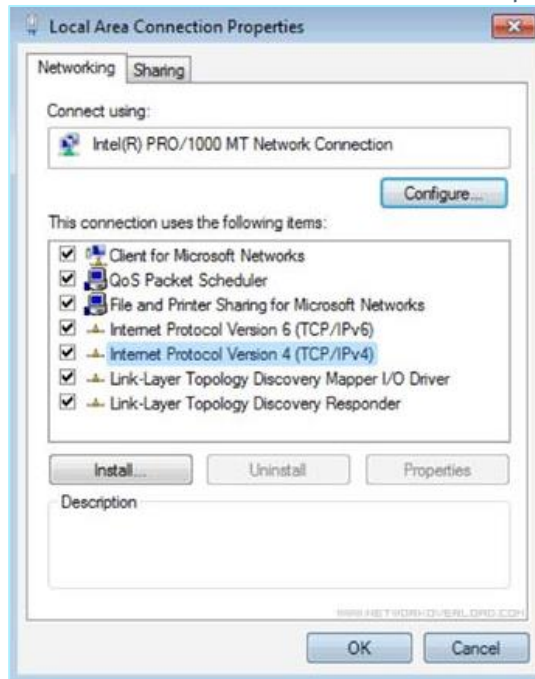 Local Area Connection Properties
Networking
Sharing
Connect using:
Intel(R) PRO/1000 MT Network Connection
Configure...
This connection uses the following items:
Client for Microsoft Networks
QoS Packet Scheduler
File and Printer Sharing for Microsoft Networks
Internet Protocol Version 6 (TCP/IPv6)
Internet Protocol Version 4 (TCP/IPv4)
Link-Layer Topology Discovery Mapper I/O Driver
Link-Layer Topology Discovery Responder
Install...
Uninstall
Properties
Description
WWW.NETWORKOVERLORD.COM
OK
Cancel